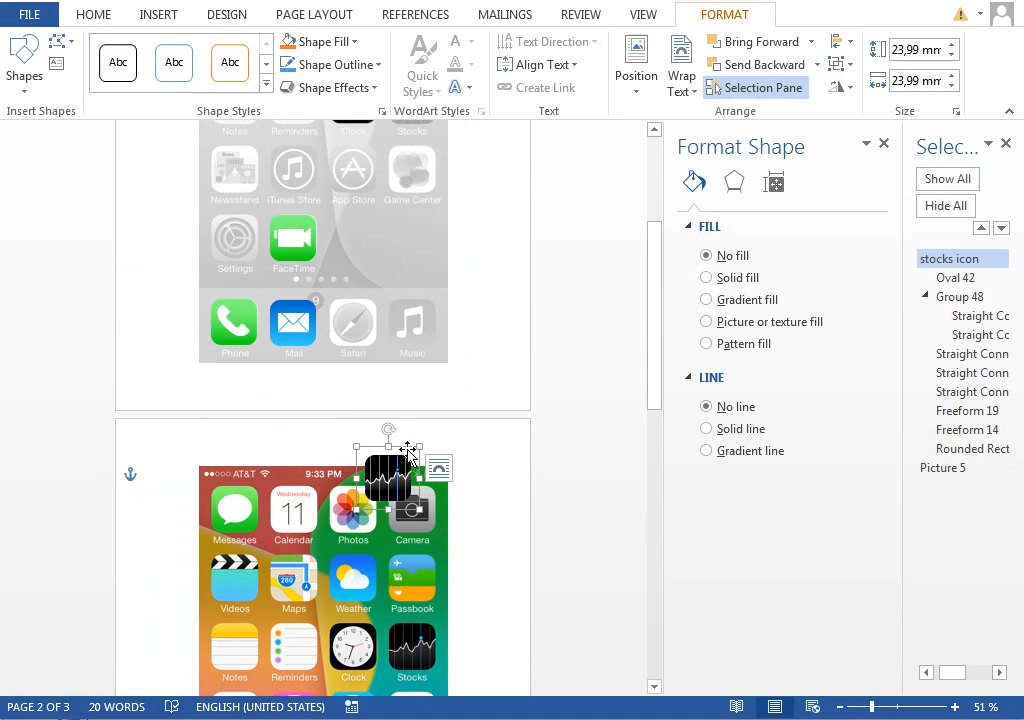 FILE HOME INSERT DESIGN PAGE LAYOUT REFERENCES MAILINGS REVIEW VIEW FORMAT
Shapes
Abc Abc Abc
Shape Fill
Shape Outline
Shape Effects
Quick
Styles
A
A
A
Text Direction
Align Text
Create Link
Position
Wrap
Text
Bring Forward
Send Backward
Selection Pane
23,99 mm
23,99 mm
Insert Shapes Shape Styles WordArt Styles Text Arrange Size
Notes Reminders Clock Stocks
Newsstand iTunes Store App Store Game Center
Settings FaceTime
9
Phone Mail Safari Music
AT&T 9:33 PM
Wednesday
11
Messages Calendar Photos Camera
280
Videos Maps Weather Passbook
Notes Reminders Clock Stocks
Format Shape
FILL
No fill
Solid fill
Gradient fill
Picture or texture fill
Pattern fill
LINE
No line
Solid line
Gradient line
Selec...
Show All
Hide All
stocks icon
Oval 42
Group 48
Straight Cc
Straight Cc
Straight Conn
Straight Conn
Straight Conn
Freeform 19
Freeform 14
Rounded Rect
Picture 5
PAGE 2 OF 3 20 WORDS ENGLISH (UNITED STATES) 51 %